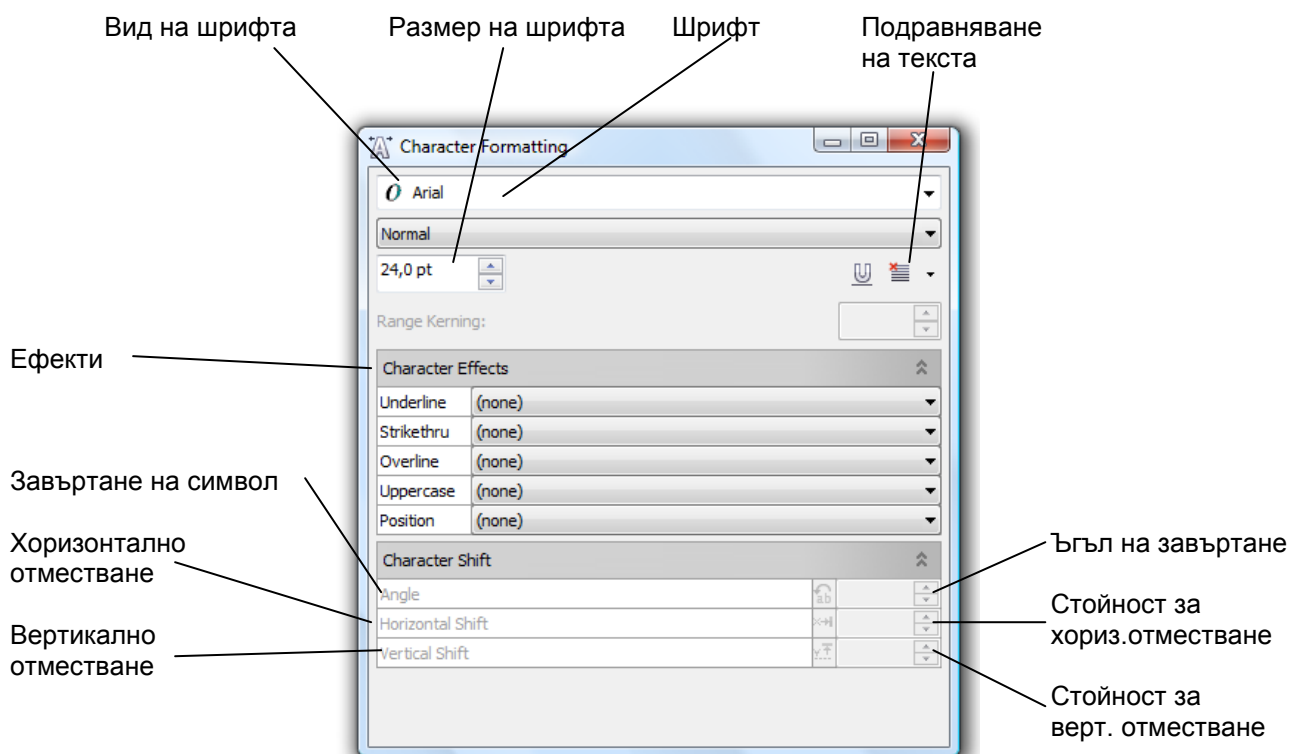 Вид на шрифта
Размер на шрифта
Шрифт
Подравняване
на текста
Character Formatting
Arial
Normal
24,0 pt
Range Kerning:
Ефекти
Character Effects
Underline (none)
Strikethru (none)
Overline (none)
Uppercase (none)
Position (none)
Завъртане на символ
Хоризонтално
отместване
Вертикално
отместване
Character Shift
Angle
Horizontal Shift
Vertical Shift
Ъгъл на завъртане
Стойност за
хориз.отместване
Стойност за
верт. отместване